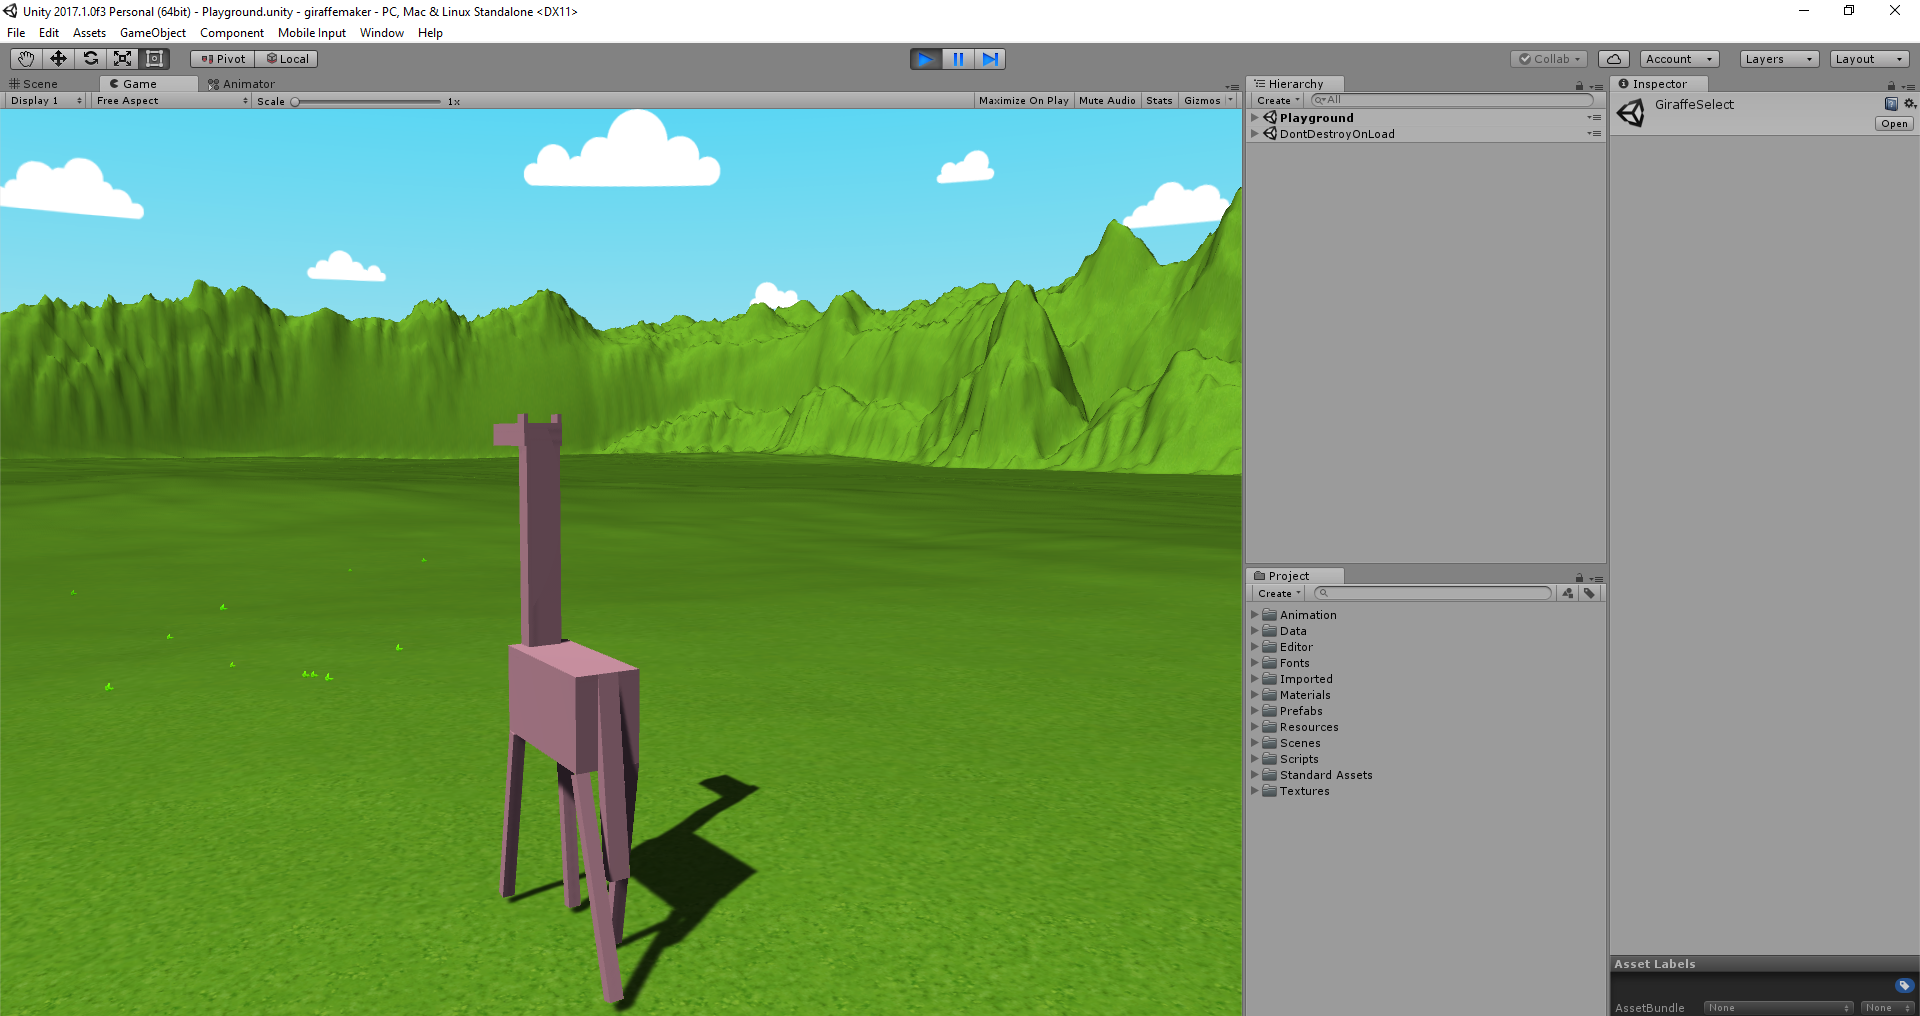 Unity 2017.1.0f3 Personal (64bit) - Playground.unity - giraffemaker - PC, Mac & Linux Standalone <DX11>
File Edit Assets GameObject Component Mobile Input Window Help
Pivot Local Collab Account Layers Layout
Scene Game Animator
Display 1 Free Aspect Scale 1x Maximize On Play Mute Audio Stats Gizmos
Hierarchy
Create All
Playground
DontDestroyOnLoad
Project
Create
Animation
Data
Editor
Fonts
Imported
Materials
Prefabs
Resources
Scenes
Scripts
Standard Assets
Textures
Inspector
GiraffeSelect
Open
Asset Labels
AssetBundle None None